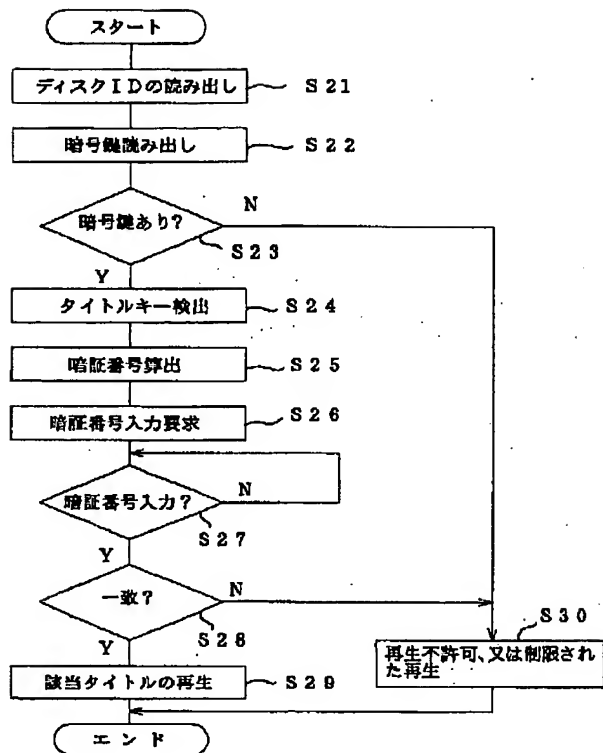 スタート
ディスクIDの読み出し
S21
暗号鍵読み出し
S22
暗号鍵あり?
N
S23
Y
タイトルキー検出
S24
暗証番号算出
S25
暗証番号入力要求
S26
暗証番号入力?
N
S27
Y
一致?
N
S28
Y
S30
再生不許可、又は制限され
た再生
該当タイトルの再生
S29
エンド